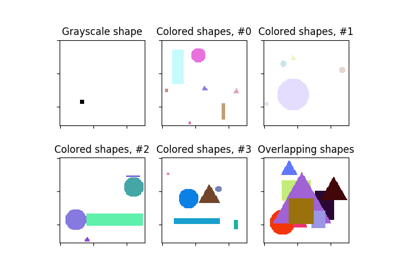 Grayscale shape
Colored shapes, #0
Colored shapes, #1
Colored shapes, #2
Colored shapes, #3
Overlapping shapes